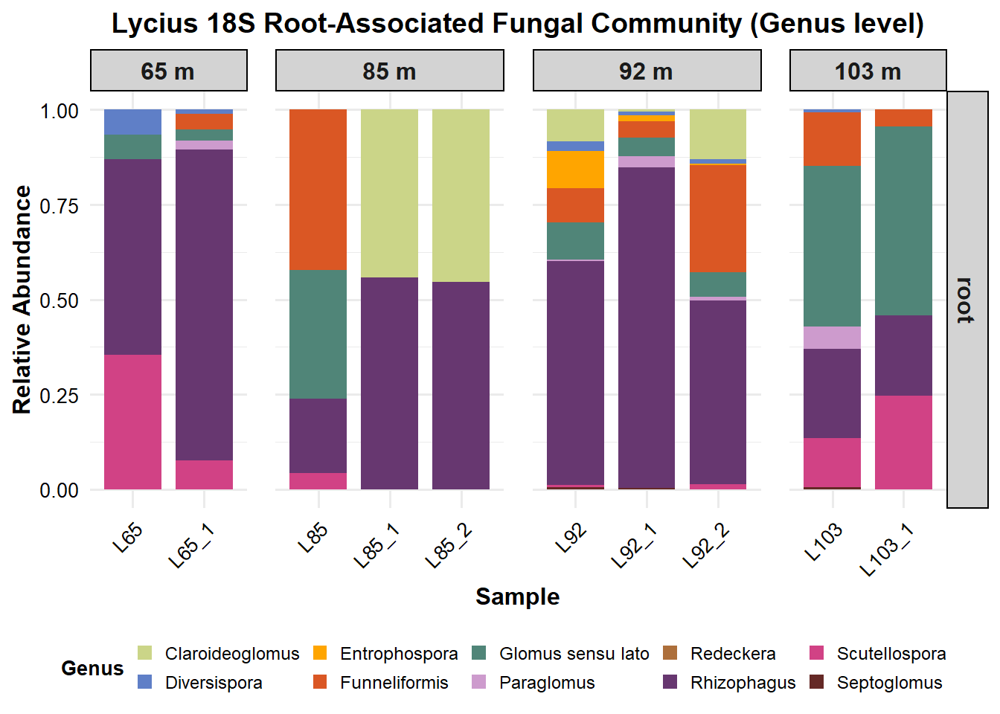 Lycius 18S Root-Associated Fungal Community (Genus level)
65 m
85 m
92 m
103 m
root
Relative Abundance
1.00
0.75
0.50
0.25
0.00
L65
L65_1
L85
L85_1
L85_2
L92
L92_1
L92_2
L103
L103_1
Sample
Genus
Claroideoglomus
Entrophospora
Glomus sensu lato
Redeckera
Scutellospora
Diversispora
Funneliformis
Paraglomus
Rhizophagus
Septoglomus